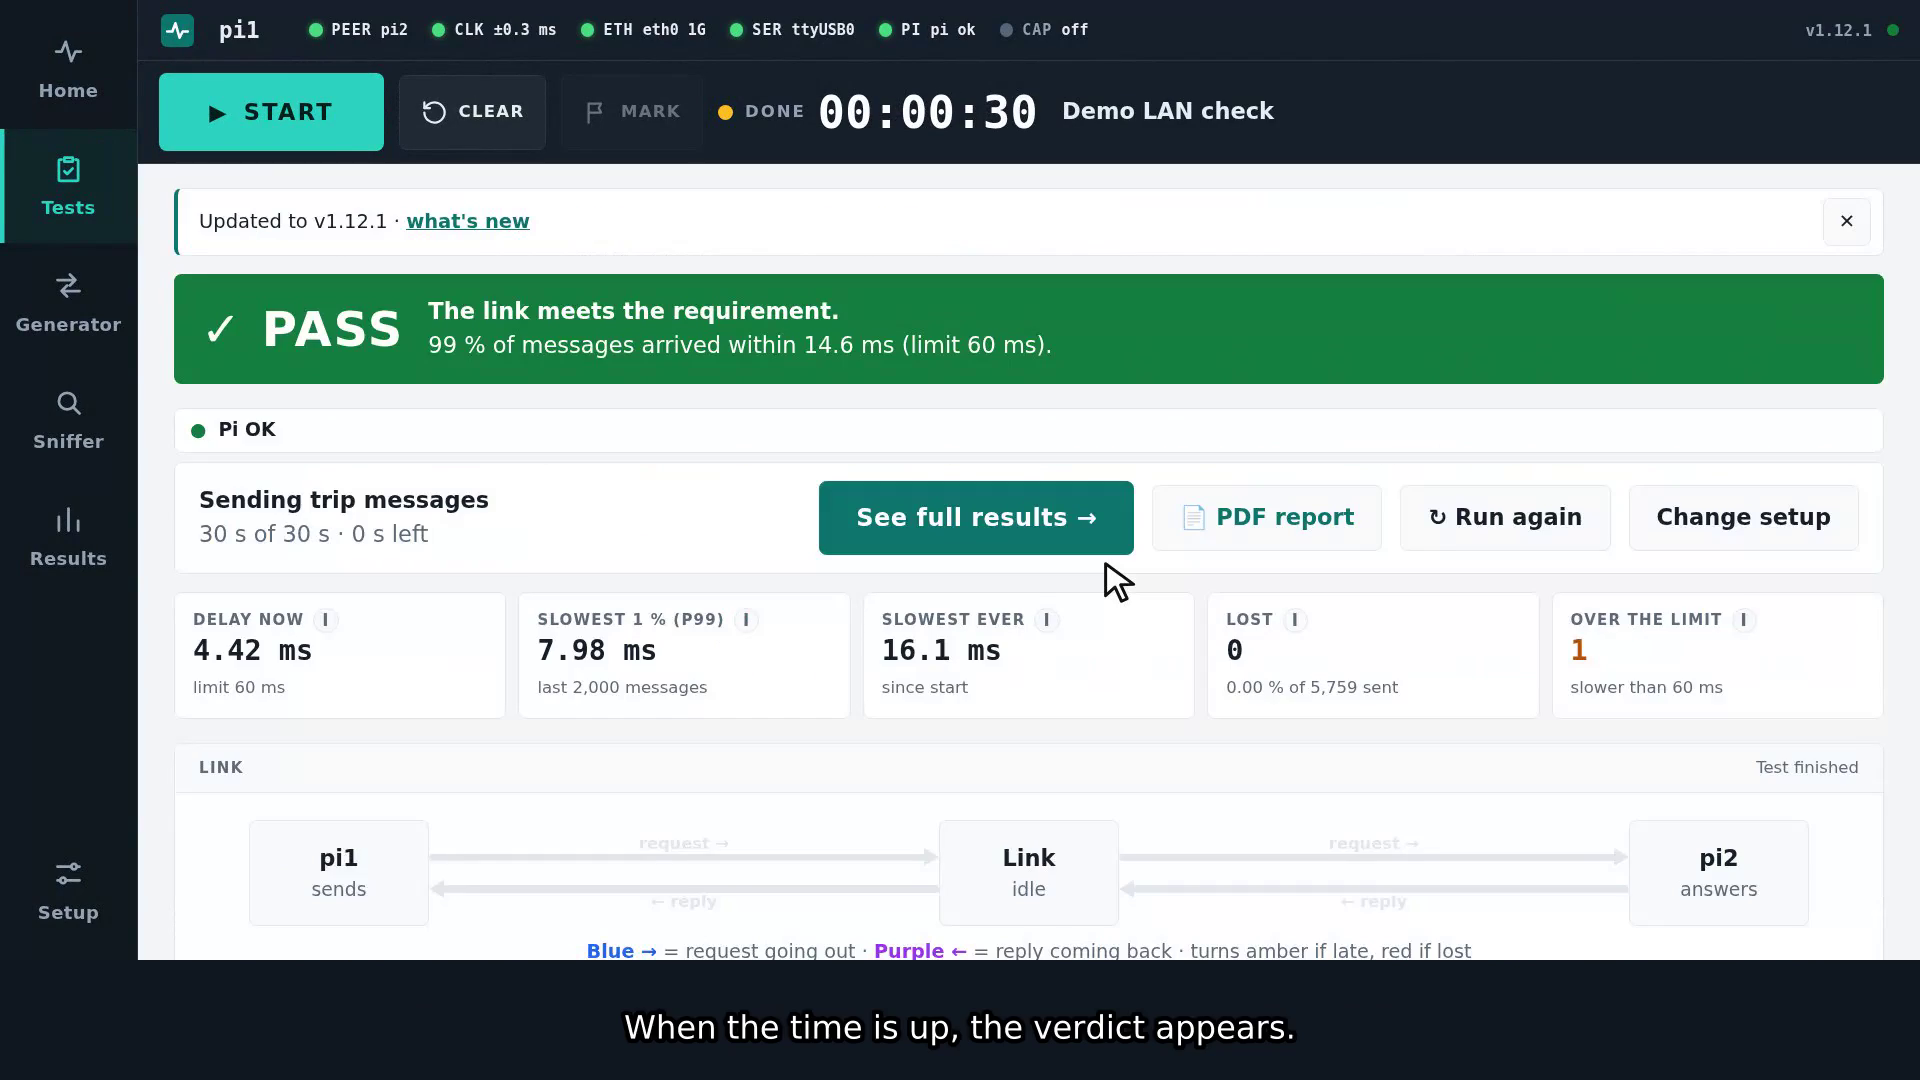 pi1
PEER pi2
CLK ±0.3 ms
ETH eth0 1G
SER ttyUSB0
PI pi ok
CAP off
v1.12.1
Home
Tests
Generator
Sniffer
Results
Setup
▶ START
CLEAR
MARK
DONE
00:00:30
Demo LAN check
Updated to v1.12.1 · what's new
✕
✓ PASS
The link meets the requirement.
99 % of messages arrived within 14.6 ms (limit 60 ms).
Pi OK
Sending trip messages
30 s of 30 s · 0 s left
See full results →
📄 PDF report
↻ Run again
Change setup
DELAY NOW I
4.42 ms
limit 60 ms
SLOWEST 1 % (P99) I
7.98 ms
last 2,000 messages
SLOWEST EVER I
16.1 ms
since start
LOST I
0
0.00 % of 5,759 sent
OVER THE LIMIT I
1
slower than 60 ms
LINK
Test finished
pi1
sends
request →
← reply
Link
idle
request →
← reply
pi2
answers
Blue → = request going out · Purple ← = reply coming back · turns amber if late, red if lost
When the time is up, the verdict appears.